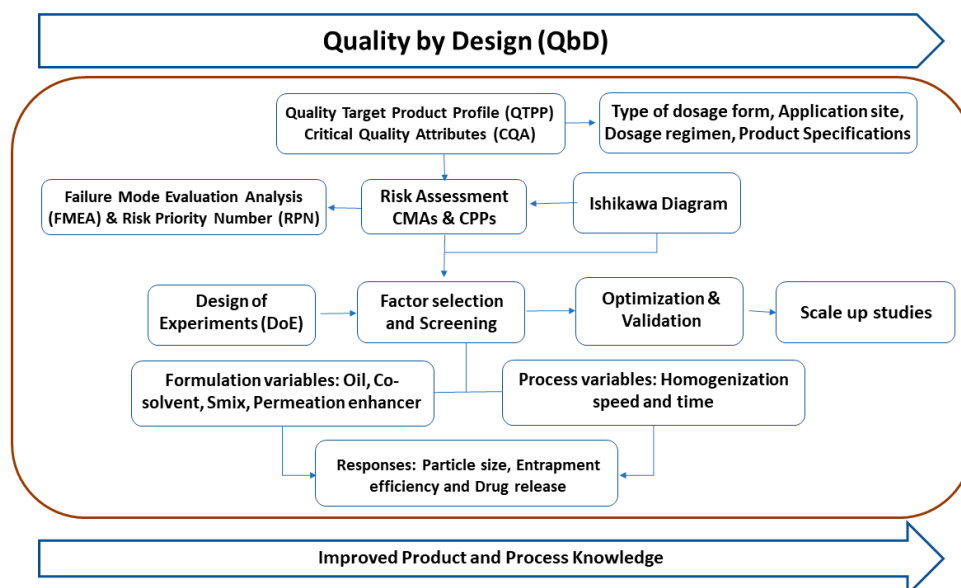 Quality by Design (QbD)
Quality Target Product Profile (QTPP)
Critical Quality Attributes (CQA)
Type of dosage form, Application site,
Dosage regimen, Product Specifications
Failure Mode Evaluation Analysis
(FMEA) & Risk Priority Number (RPN)
Risk Assessment
CMAs & CPPs
Ishikawa Diagram
Design of
Experiments (DoE)
Factor selection
and Screening
Optimization &
Validation
Scale up studies
Formulation variables: Oil, Co-
solvent, Smix, Permeation enhancer
Process variables: Homogenization
speed and time
Responses: Particle size, Entrapment
efficiency and Drug release
Improved Product and Process Knowledge